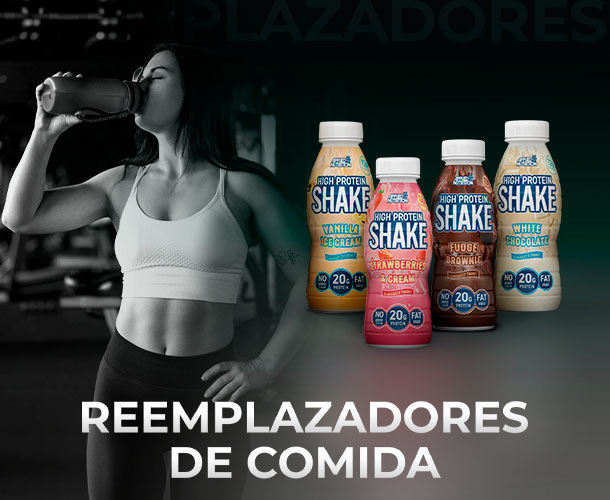 PLAZADORES
HIGH PROTEIN
SHAKE
VANILLA
ICE CREAM
NO
20g
PROTEIN
FAT
HIGH PROTEIN
SHAKE
STRAWBERRIES
& CREAM
NO
20g
PROTEIN
FAT
HIGH PROTEIN
SHAKE
FUDGE
BROWNIE
NO
20g
PROTEIN
FAT
HIGH PROTEIN
SHAKE
WHITE
CHOCOLATE
NO
20g
PROTEIN
FAT
REEMPLAZADORES
DE COMIDA